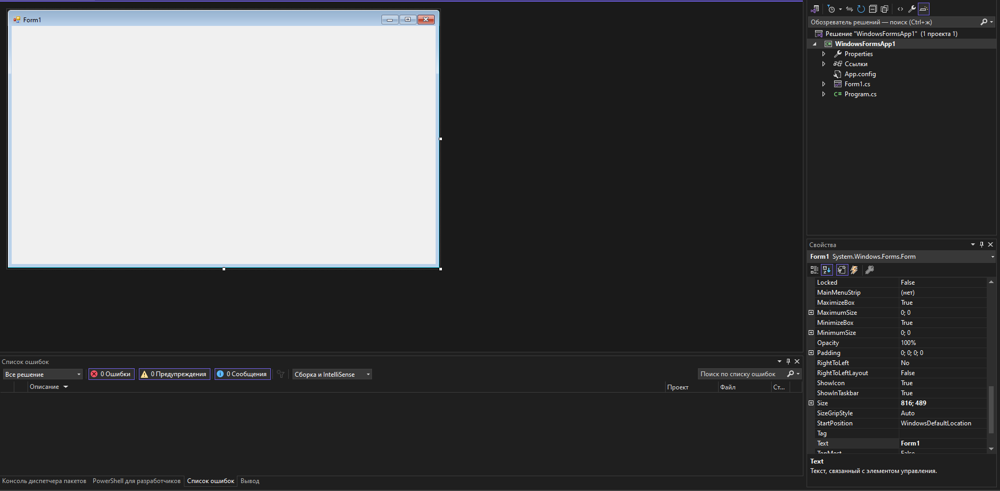 Form1
Обозреватель решений — поиск (Ctrl+ж)
Решение "WindowsFormsApp1" (1 проекта 1)
C# WindowsFormsApp1
Properties
Ссылки
App.config
Form1.cs
C# Program.cs
Свойства
Form1 System.Windows.Forms.Form
Locked False
MainMenuStrip (нет)
MaximizeBox True
MaximumSize 0; 0
MinimizeBox True
MinimumSize 0; 0
Opacity 100%
Padding 0; 0; 0; 0
RightToLeft No
RightToLeftLayout False
ShowIcon True
ShowInTaskbar True
Size 816; 489
SizeGripStyle Auto
StartPosition WindowsDefaultLocation
Tag
Text Form1
TopMost False
Text
Текст, связанный с элементом управления.
Список ошибок
Все решение 0 Ошибки 0 Предупреждения 0 Сообщения Сборка и IntelliSense Поиск по списку ошибок
Описание Проект Файл Ст...
Консоль диспетчера пакетов PowerShell для разработчиков Список ошибок Вывод